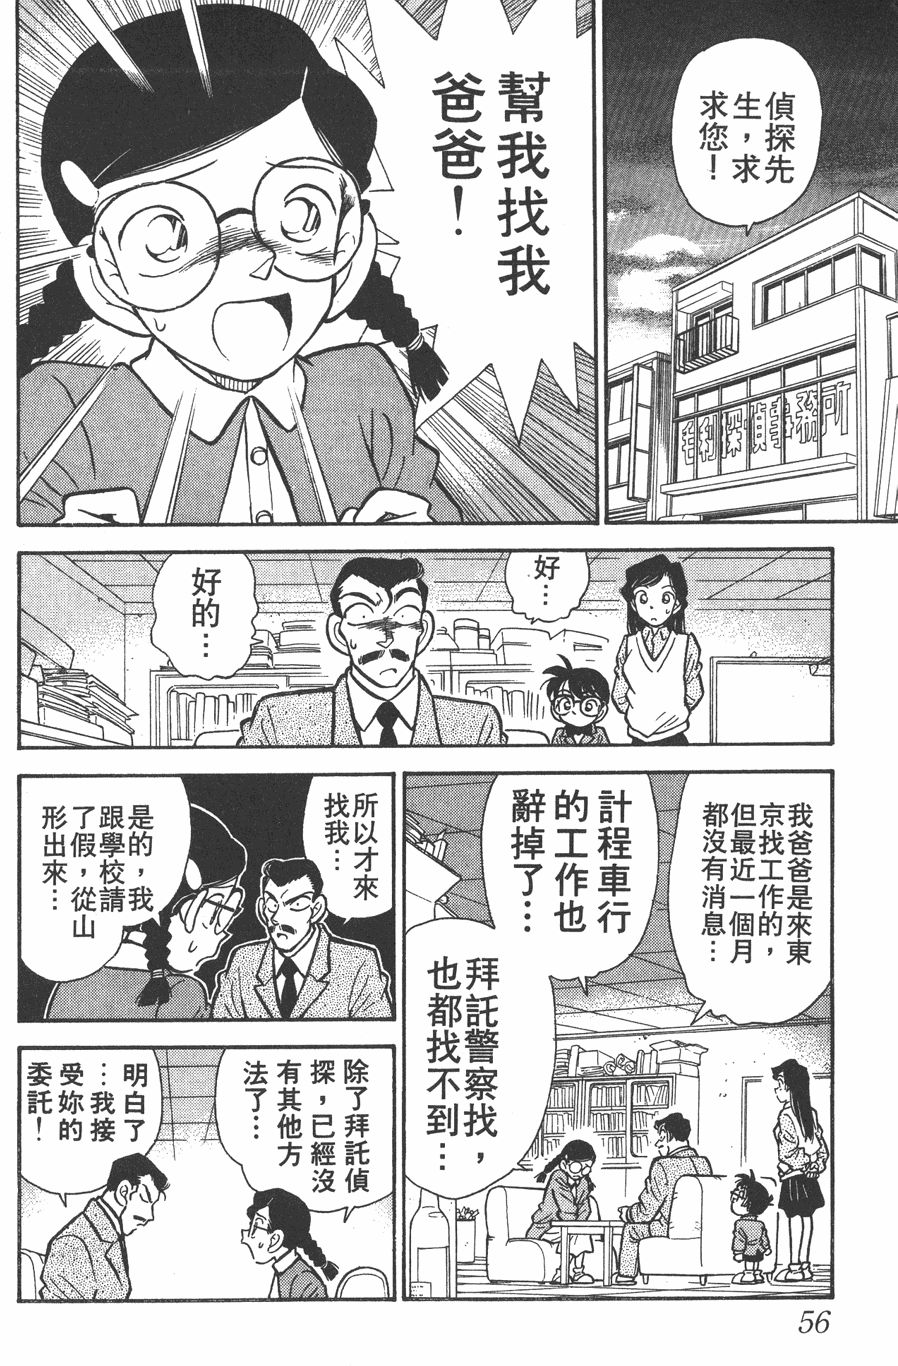 偵探先
生，求
求您！
毛利探偵事務所
幫我找我
爸爸！
好…
好的…
我爸爸是來東
京找工作的，
但最近一個月
都沒有消息…
計程車行
的工作也
辭掉了…
拜託警察找，
也都找不到…
所以才來
找我…
是的，我
跟學校請
了假，從山
形出來…
除了拜託偵
探，已經沒
有其他方
法了…
明白了
…我接
受妳的
委託！
56